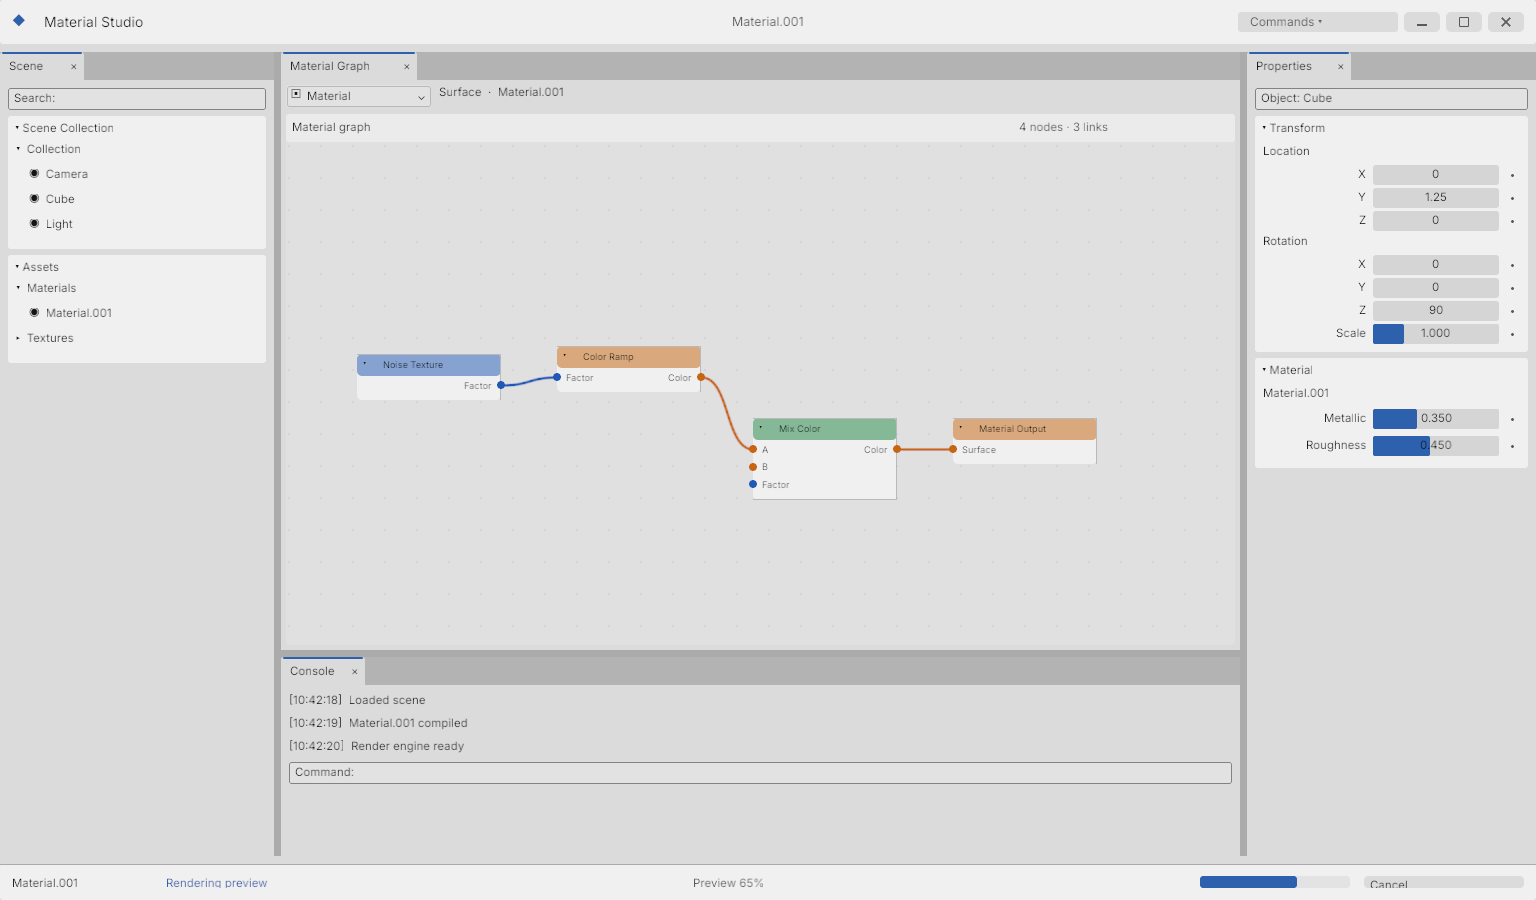 Material Studio
Material.001
Commands
Scene ×
Search:
Scene Collection
Collection
Camera
Cube
Light
Assets
Materials
Material.001
Textures
Material Graph ×
Material
Surface · Material.001
Material graph
4 nodes · 3 links
Noise Texture
Factor
Color Ramp
Factor Color
Mix Color
A Color
B
Factor
Material Output
Surface
Console ×
[10:42:18] Loaded scene
[10:42:19] Material.001 compiled
[10:42:20] Render engine ready
Command:
Properties ×
Object: Cube
Transform
Location
X 0
Y 1.25
Z 0
Rotation
X 0
Y 0
Z 90
Scale 1.000
Material
Material.001
Metallic 0.350
Roughness 0.450
Material.001
Rendering preview
Preview 65%
Cancel